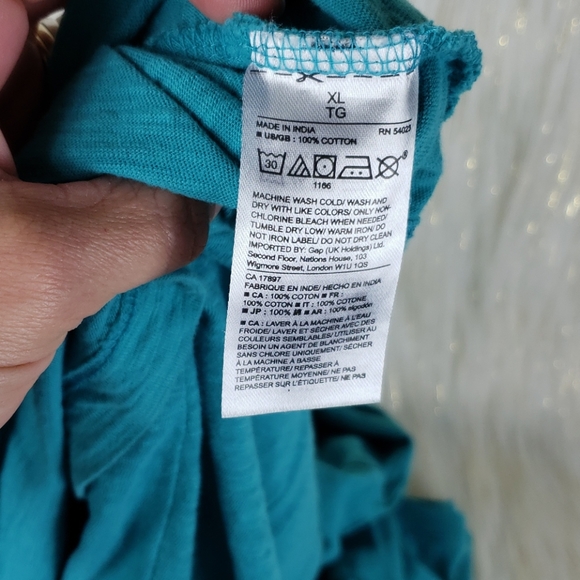 XL
TG
MADE IN INDIA RN 54023
■ US/GB : 100% COTTON
30
1166
MACHINE WASH COLD/ WASH AND
DRY WITH LIKE COLORS/ ONLY NON-
CHLORINE BLEACH WHEN NEEDED/
TUMBLE DRY LOW/ WARM IRON/ DO
NOT IRON LABEL/ DO NOT DRY CLEAN
IMPORTED BY: Gap (UK Holdings) Ltd.
Second Floor, Nations House, 103
Wigmore Street, London W1U 1QS
CA 17897
FABRIQUE EN INDE/ HECHO EN INDIA
■ CA : 100% COTON ■ FR :
100% COTON ■ IT : 100% COTONE
■ JP : 100% 綿 ■ AR : 100% algodón
■ CA : LAVER À LA MACHINE À L'EAU
FROIDE/ LAVER ET SÉCHER AVEC DES
COULEURS SEMBLABLES/ UTILISER AU
BESOIN UN AGENT DE BLANCHIMENT
SANS CHLORE UNIQUEMENT/ SÉCHER
À LA MACHINE A BASSE
TEMPÉRATURE/ REPASSER À
TEMPÉRATURE MOYENNE/ NE PAS
REPASSER SUR L'ÉTIQUETTE/ NE PAS